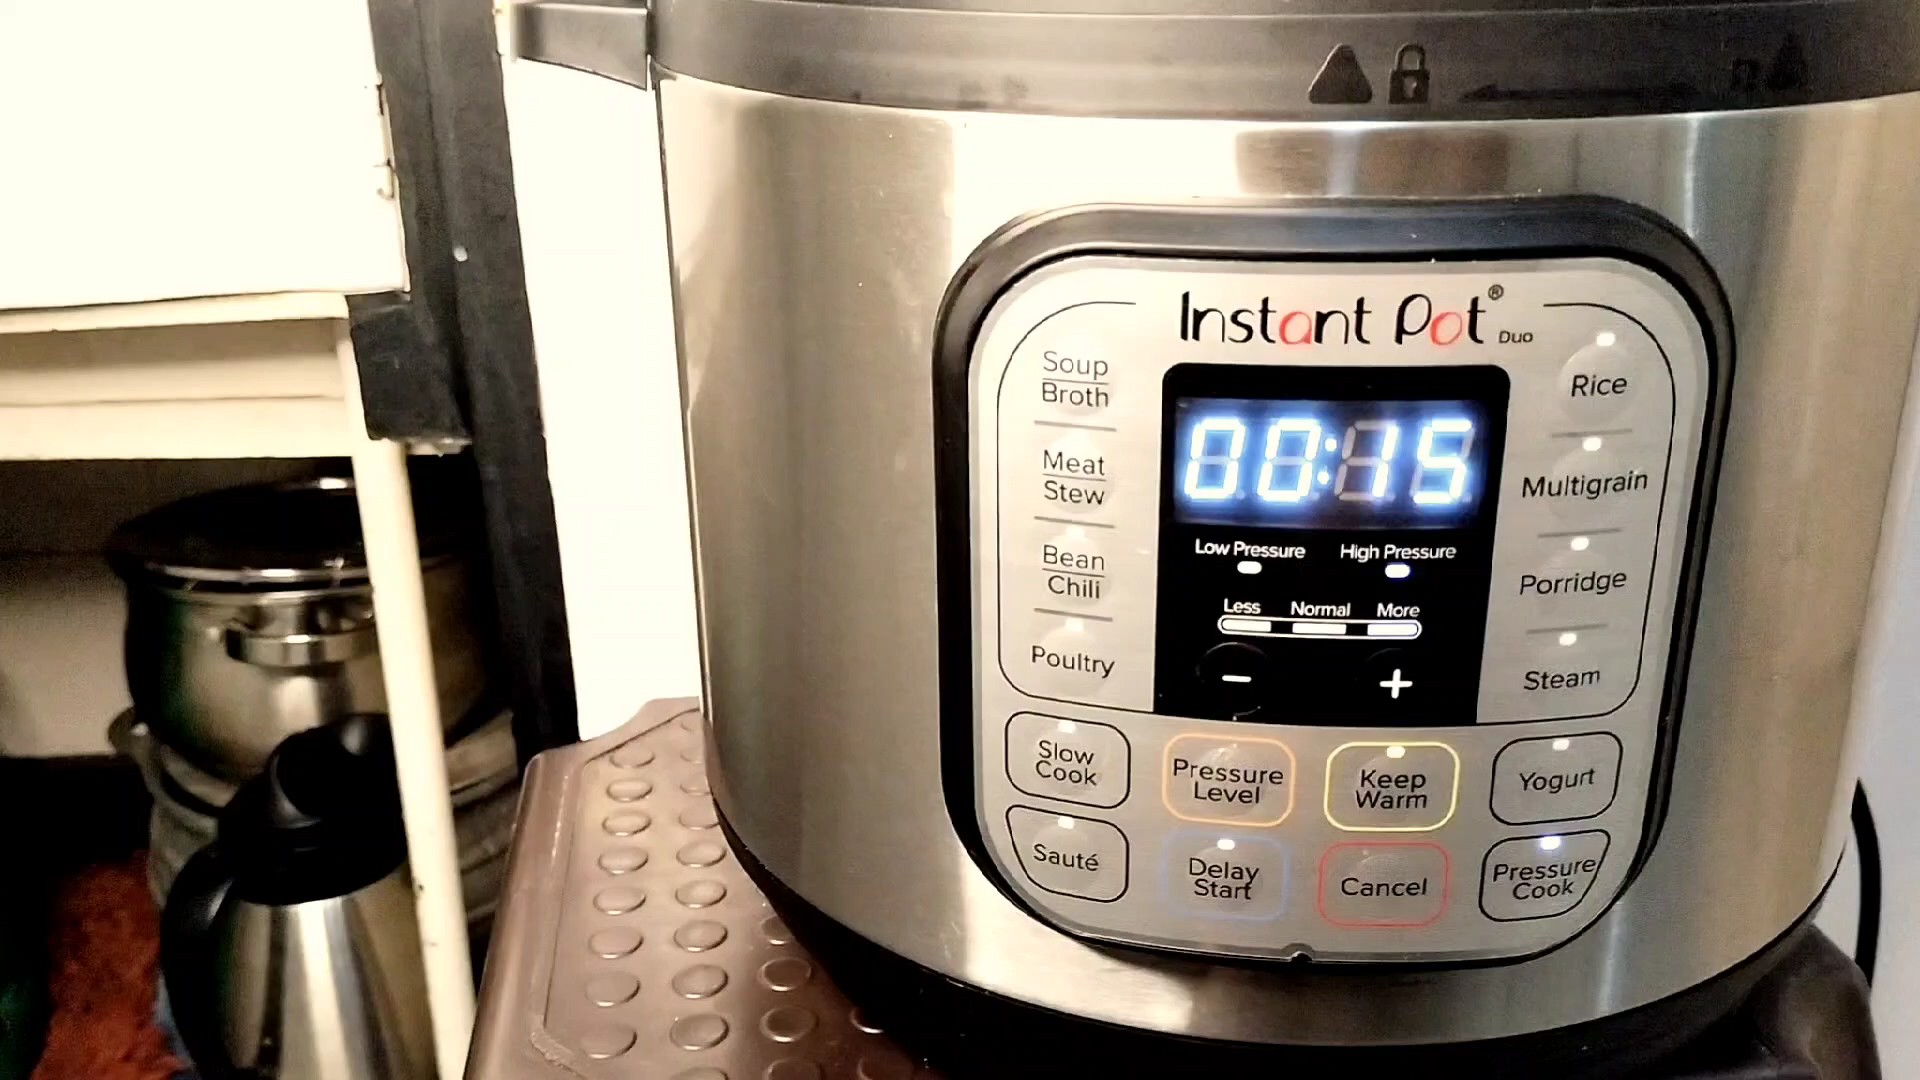 Instant Pot® Duo
Soup
Broth
Meat
Stew
Bean
Chili
Poultry
00:15
Low Pressure High Pressure
Less Normal More
- +
Rice
Multigrain
Porridge
Steam
Slow
Cook
Pressure
Level
Keep
Warm
Yogurt
Sauté
Delay
Start
Cancel
Pressure
Cook